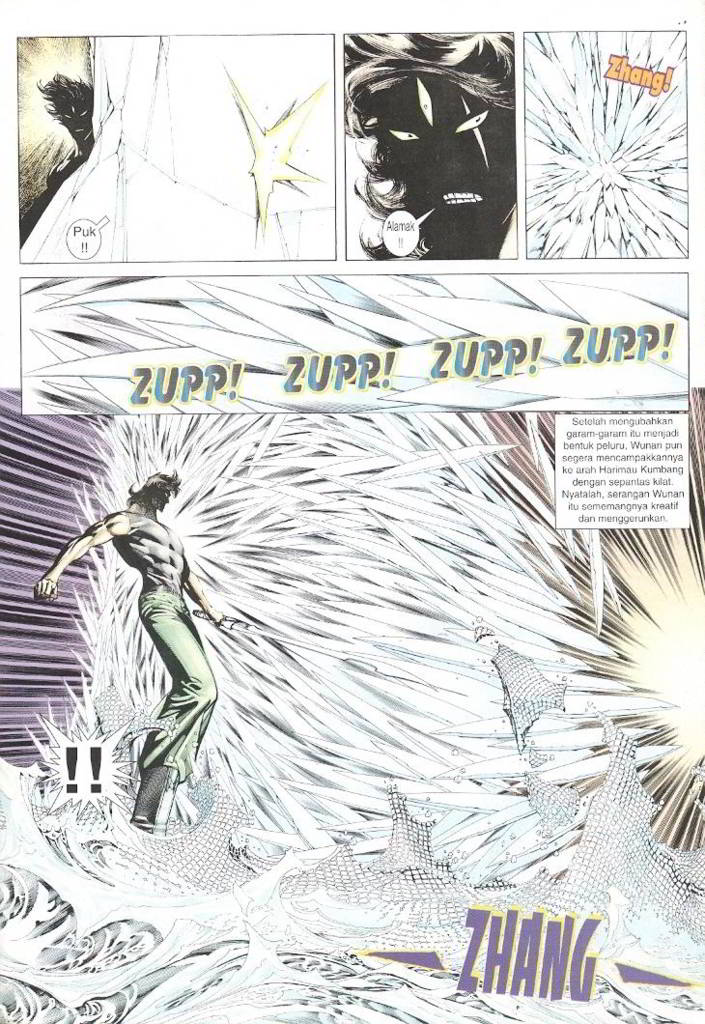 Puk
!!
Alamak
!!
Zhang!
ZUPP! ZUPP! ZUPP! ZUPP!
Setelah mengubahkan
garam-garam itu menjadi
bentuk peluru, Wunan pun
segera mencampakkannya
ke arah Harimau Kumbang
dengan sepantas kilat.
Nyatalah, serangan Wunan
itu sememangnya kreatif
dan menggerunkan.
!!
ZHANG